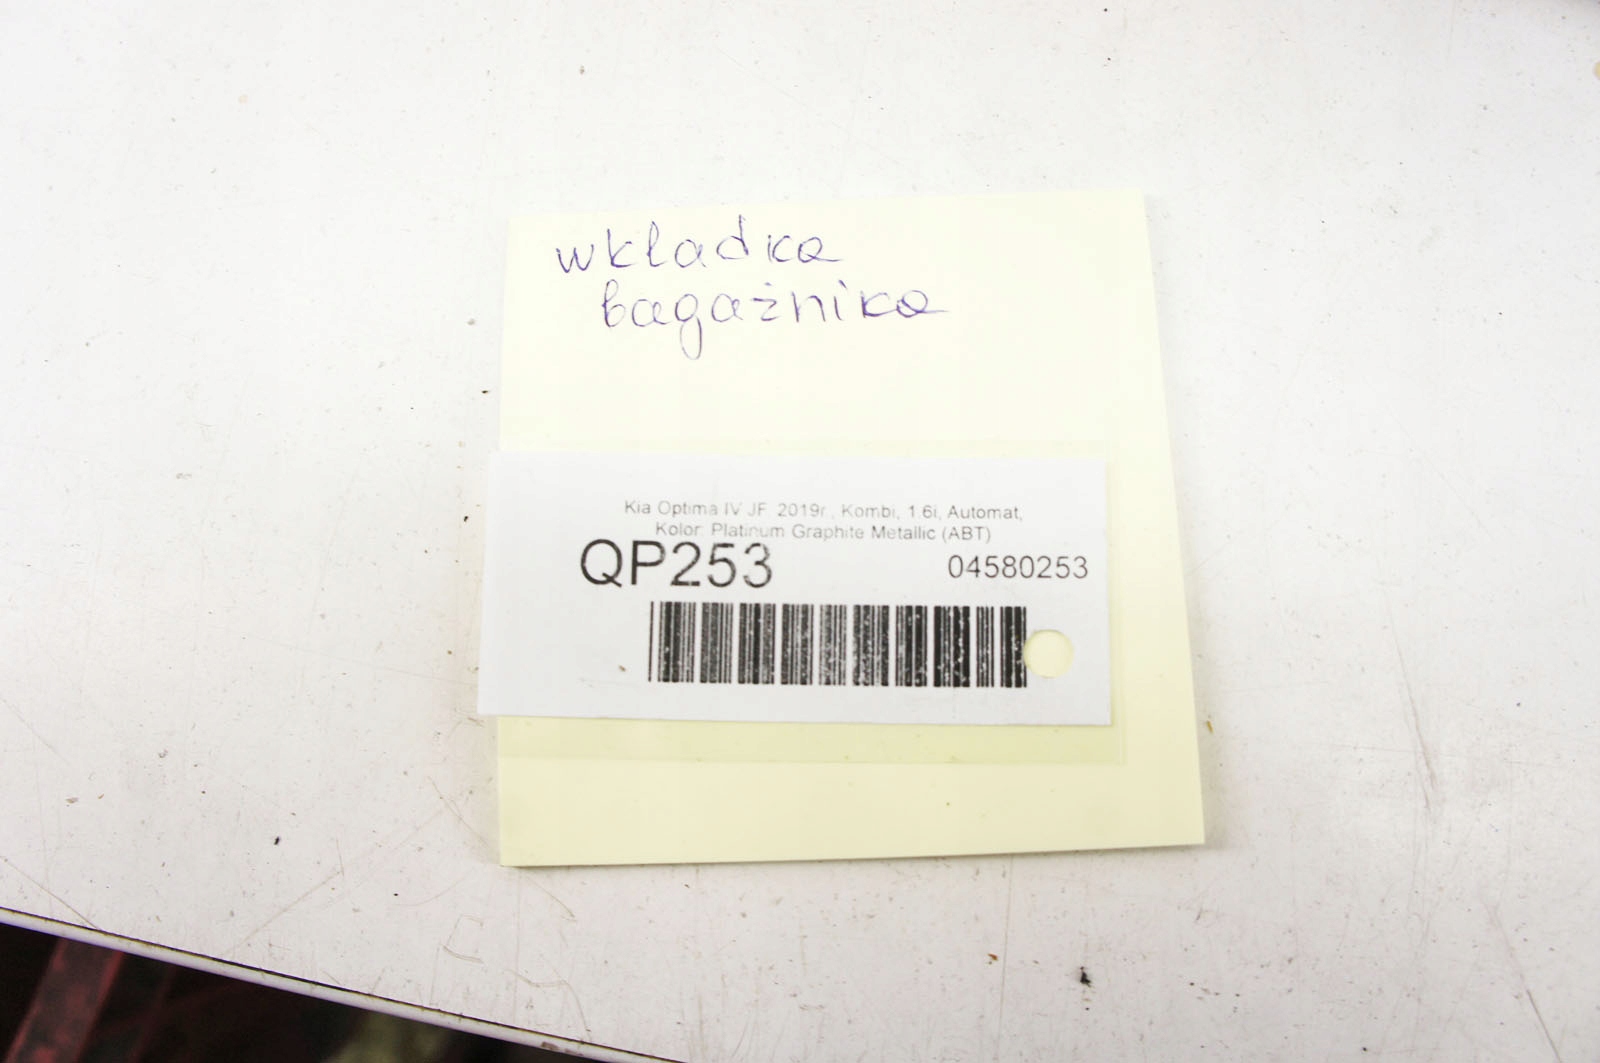 wkładka
bagażnika
Kia Optima IV JF 2019r., Kombi, 1.6i, Automat,
Kolor: Platinum Graphite Metallic (ABT)
QP253 04580253